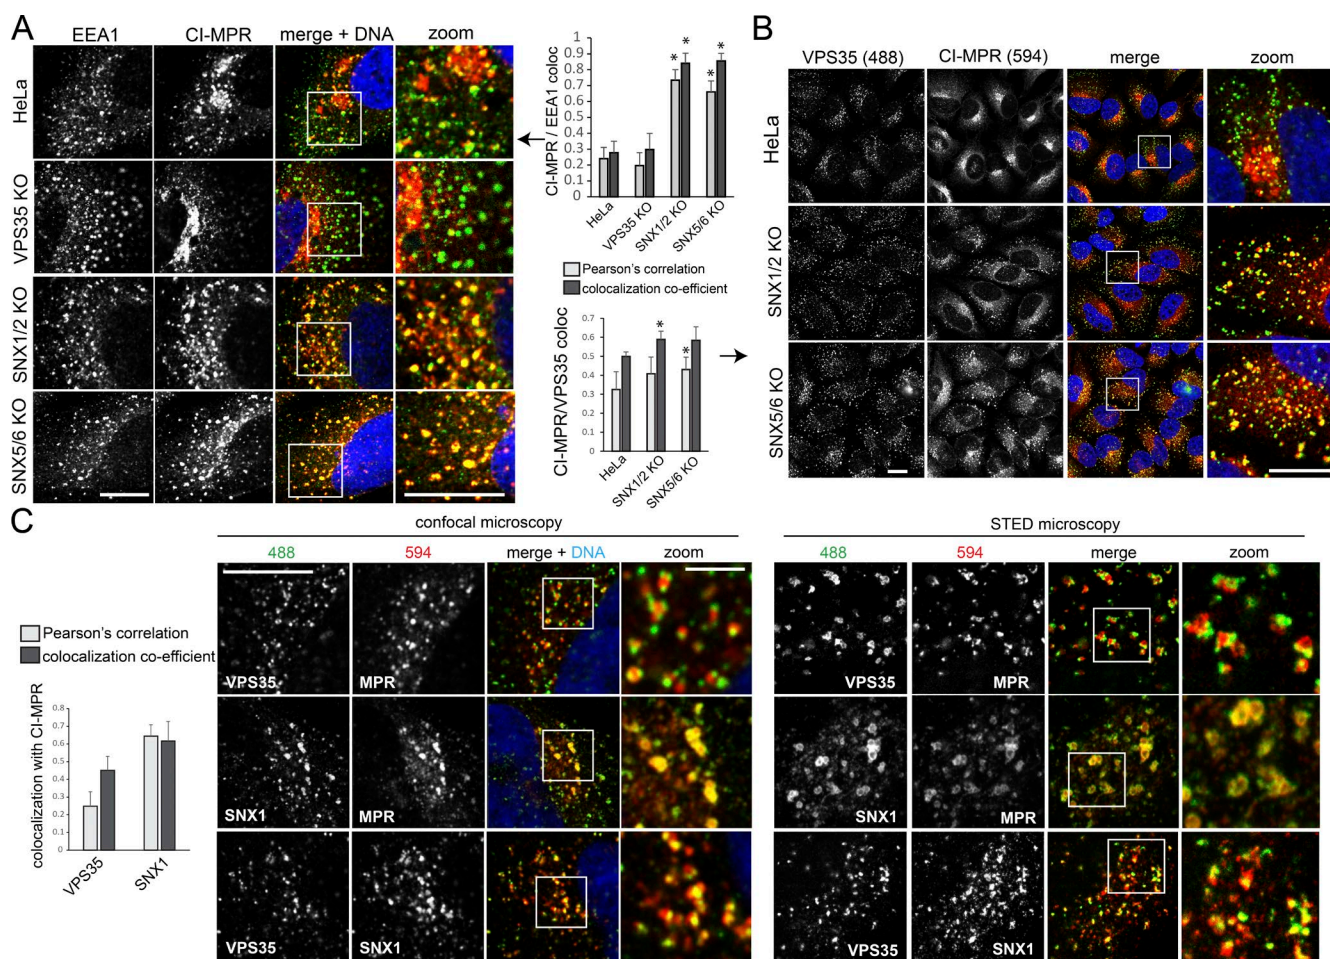 A
EEA1
CI-MPR
merge + DNA
zoom
HeLa
VPS35 KO
SNX1/2 KO
SNX5/6 KO
CI-MPR / EEA1 coloc
1
0.9
0.8
0.7
0.6
0.5
0.4
0.3
0.2
0.1
0
*
*
*
*
HeLa
VPS35 KO
SNX1/2 KO
SNX5/6 KO
Pearson's correlation
colocalization co-efficient
CI-MPR/VPS35 coloc
0.7
0.6
0.5
0.4
0.3
0.2
0.1
0
*
*
HeLa
SNX1/2 KO
SNX5/6 KO
B
VPS35 (488)
CI-MPR (594)
merge
zoom
HeLa
SNX1/2 KO
SNX5/6 KO
C
Pearson's correlation
colocalization co-efficient
colocalization with CI-MPR
0.8
0.7
0.6
0.5
0.4
0.3
0.2
0.1
0
VPS35
SNX1
confocal microscopy
488
594
merge + DNA
zoom
VPS35
MPR
SNX1
MPR
VPS35
SNX1
STED microscopy
488
594
merge
zoom
VPS35
MPR
SNX1
MPR
VPS35
SNX1